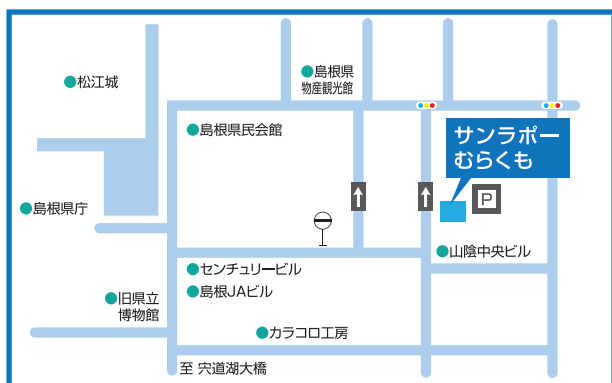 松江城
島根県
物産観光館
島根県民会館
サンラポー
むらくも
P
島根県庁
山陰中央ビル
センチュリービル
島根JAビル
旧県立
博物館
カラコロ工房
至 宍道湖大橋